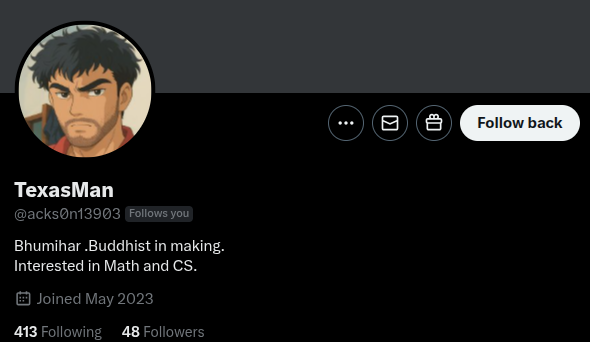 Follow back
TexasMan
@acks0n13903 Follows you
Bhumihar .Buddhist in making.
Interested in Math and CS.
Joined May 2023
413 Following 48 Followers